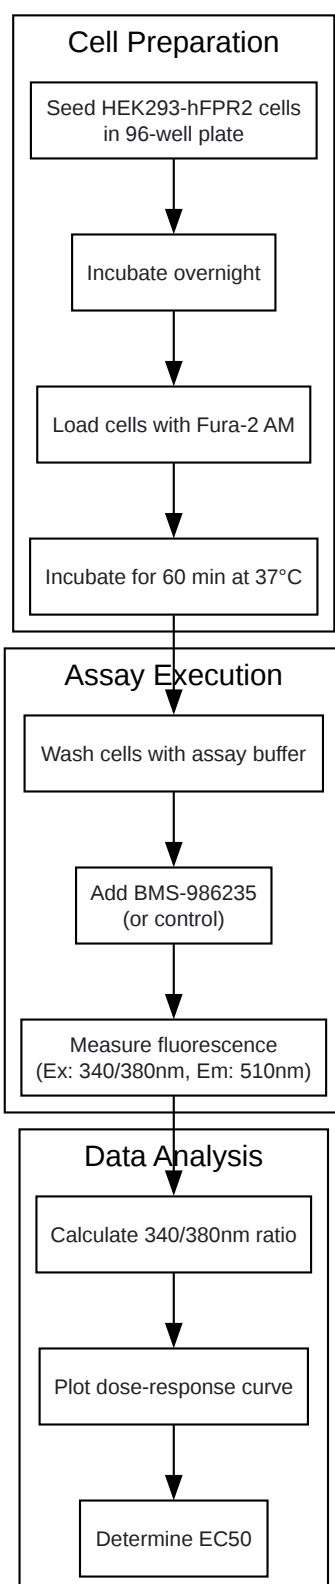 Cell Preparation
Seed HEK293-hFPR2 cells
in 96-well plate
Incubate overnight
Load cells with Fura-2 AM
Incubate for 60 min at 37°C
Assay Execution
Wash cells with assay buffer
Add BMS-986235
(or control)
Measure fluorescence
(Ex: 340/380nm, Em: 510nm)
Data Analysis
Calculate 340/380nm ratio
Plot dose-response curve
Determine EC50